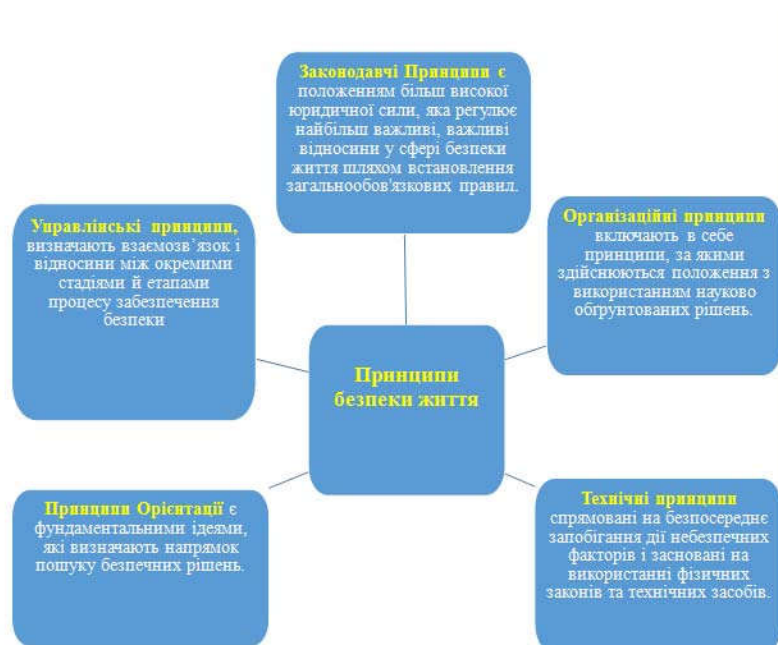 Законодавчі Принципи є
положенням більш високої
юридичної сили, яка регулює
найбільш важливі, важливі
відносини у сфері безпеки
життя шляхом встановлення
загальнообов'язкових правил.
Управлінські принципи,
визначають взаємозв’язок і
відносини між окремими
стадіями й етапами
процесу забезпечення
безпеки
Організаційні принципи
включають в себе
принципи, за якими
здійснюються положення з
використанням науково
обґрунтованих рішень.
Принципи
безпеки життя
Принципи Орієнтації є
фундаментальними ідеями,
які визначають напрямок
пошуку безпечних рішень.
Технічні принципи
спрямовані на безпосереднє
запобігання дії небезпечних
факторів і засновані на
використанні фізичних
законів та технічних засобів.